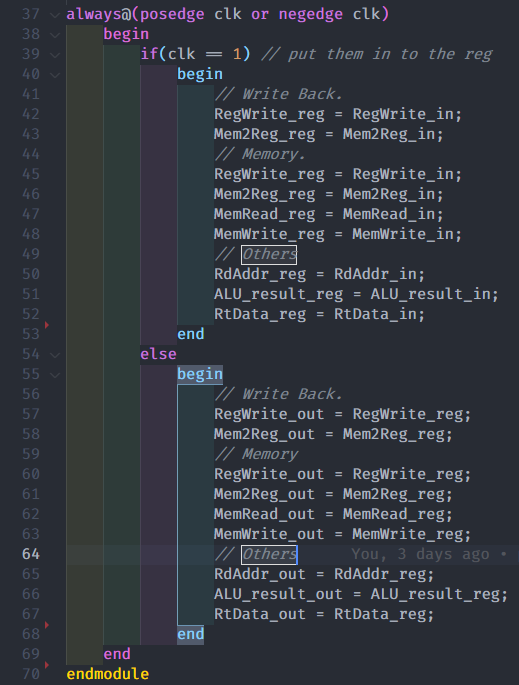 37 always@(posedge clk or negedge clk)
38 begin
39 if(clk == 1) // put them in to the reg
40 begin
41 // Write Back.
42 RegWrite_reg = RegWrite_in;
43 Mem2Reg_reg = Mem2Reg_in;
44 // Memory.
45 RegWrite_reg = RegWrite_in;
46 Mem2Reg_reg = Mem2Reg_in;
47 MemRead_reg = MemRead_in;
48 MemWrite_reg = MemWrite_in;
49 // Others
50 RdAddr_reg = RdAddr_in;
51 ALU_result_reg = ALU_result_in;
52 RtData_reg = RtData_in;
53 end
54 else
55 begin
56 // Write Back.
57 RegWrite_out = RegWrite_reg;
58 Mem2Reg_out = Mem2Reg_reg;
59 // Memory
60 RegWrite_out = RegWrite_reg;
61 Mem2Reg_out = Mem2Reg_reg;
62 MemRead_out = MemRead_reg;
63 MemWrite_out = MemWrite_reg;
64 // Others You, 3 days ago •
65 RdAddr_out = RdAddr_reg;
66 ALU_result_out = ALU_result_reg;
67 RtData_out = RtData_reg;
68 end
69 end
70 endmodule